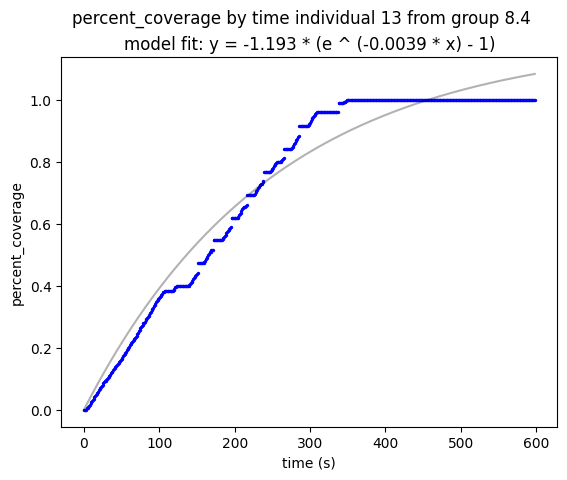 percent_coverage by time individual 13 from group 8.4
model fit: y = -1.193 * (e ^ (-0.0039 * x) - 1)
1.0
0.8
0.6
0.4
0.2
0.0
percent_coverage
0 100 200 300 400 500 600
time (s)